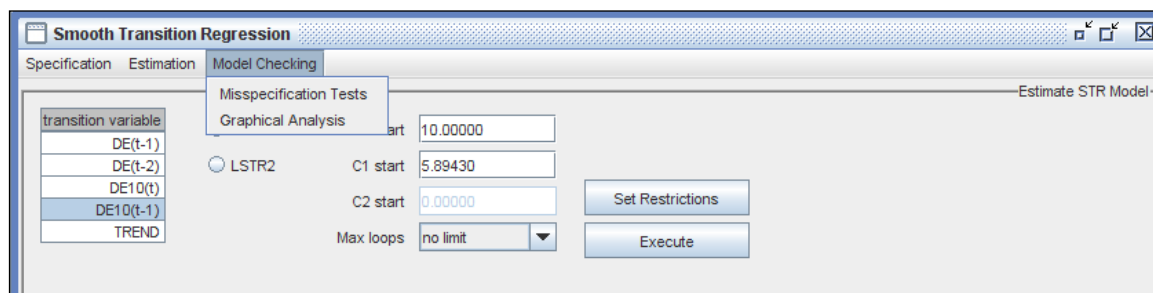 Smooth Transition Regression
Specification Estimation Model Checking
Misspecification Tests
Graphical Analysis
Estimate STR Model
transition variable
DE(t-1)
DE(t-2)
DE10(t)
DE10(t-1)
TREND
art 10.00000
LSTR2 C1 start 5.89430
C2 start 0.00000
Max loops no limit
Set Restrictions
Execute